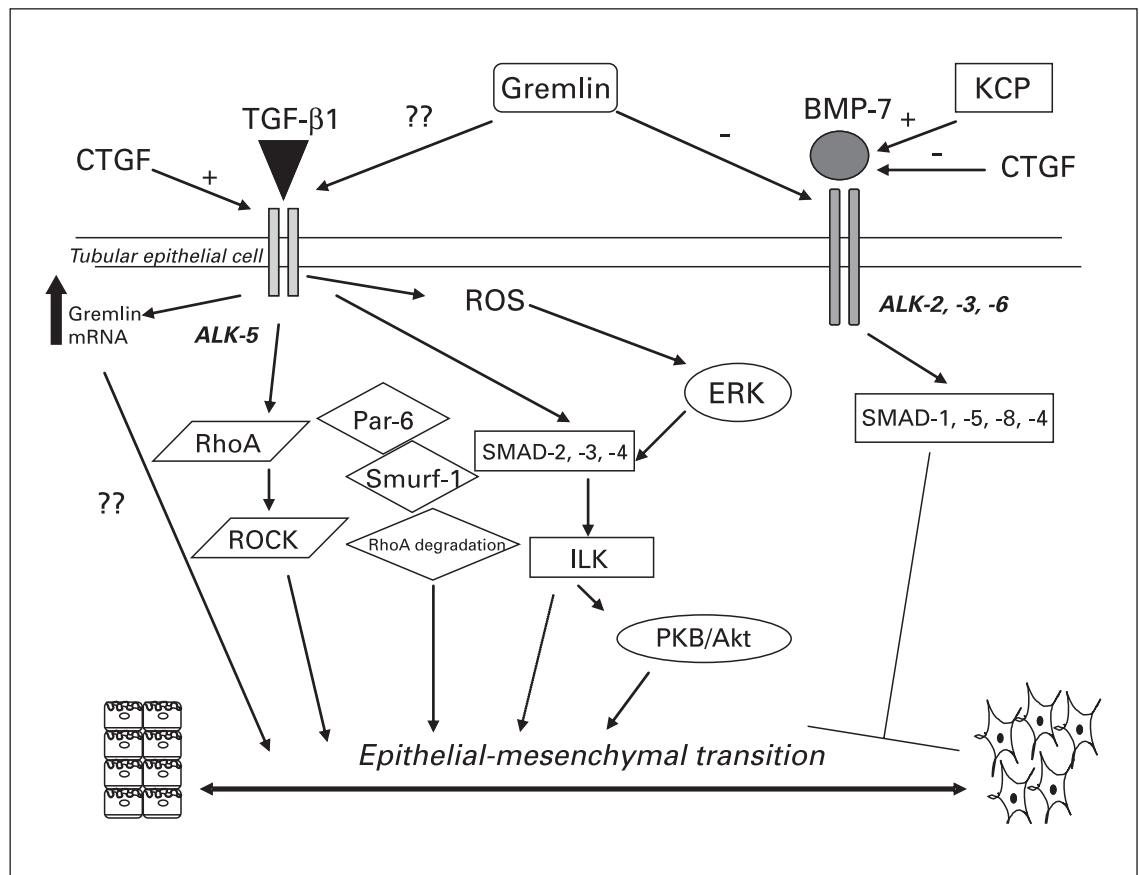 Gremlin
KCP
TGF-β1
??
BMP-7
+
-
CTGF
+
-
CTGF
Tubular epithelial cell
ROS
ALK-2, -3, -6
Gremlin
mRNA
ALK-5
ERK
Par-6
SMAD-1, -5, -8, -4
RhoA
SMAD-2, -3, -4
Smurf-1
??
ROCK
RhoA degradation
ILK
PKB/Akt
Epithelial-mesenchymal transition